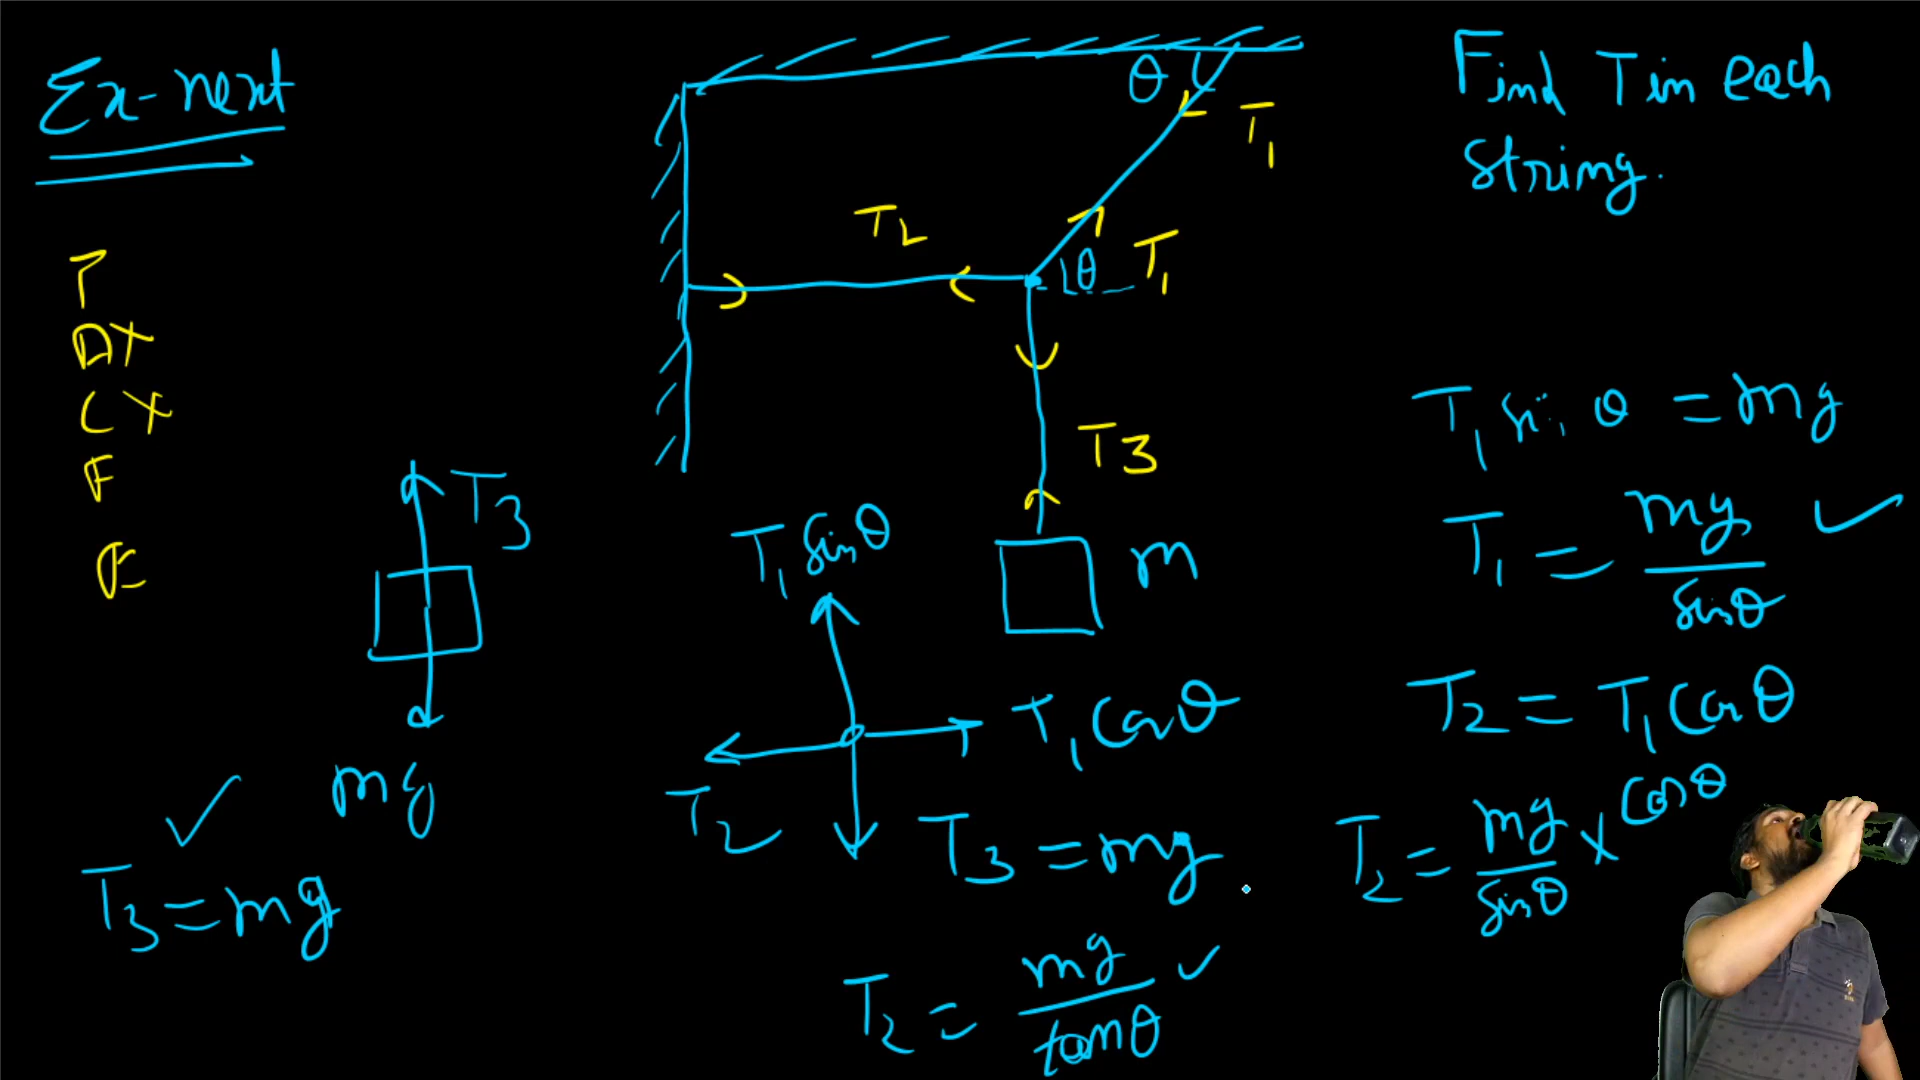 Ex-next
Find T in each
string.
θ
T₁
T₂
θ
T₁
T₃
m
P
D X
C X
F
E
T₃
mg
T₃ = mg
T₁ sinθ
T₁ cosθ
T₂
T₃ = mg
T₁ sin θ = mg
T₁ = mg / sinθ
T₂ = T₁ cosθ
T₂ = mg / sinθ × cosθ
T₂ = mg / tanθ